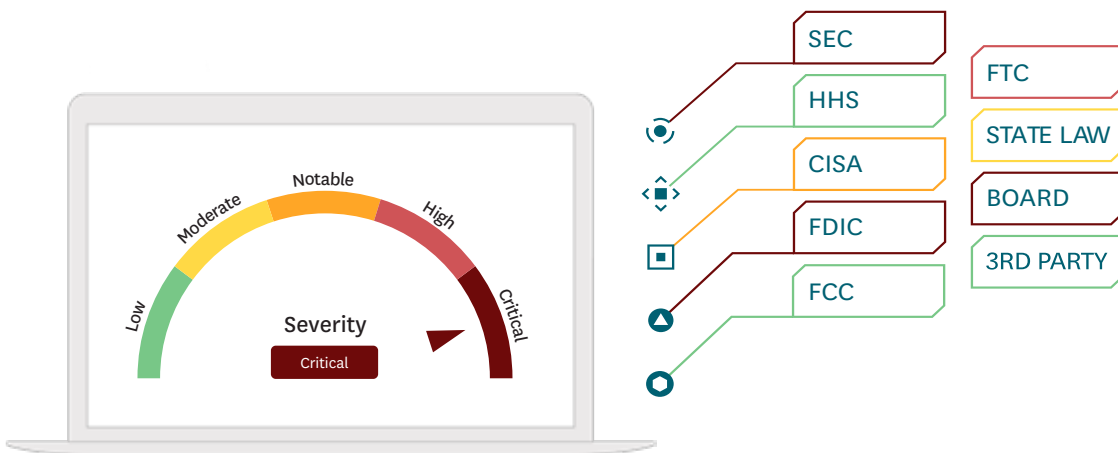 Low
Moderate
Notable
High
Critical
Severity
Critical
SEC
HHS
CISA
FDIC
FCC
FTC
STATE LAW
BOARD
3RD PARTY